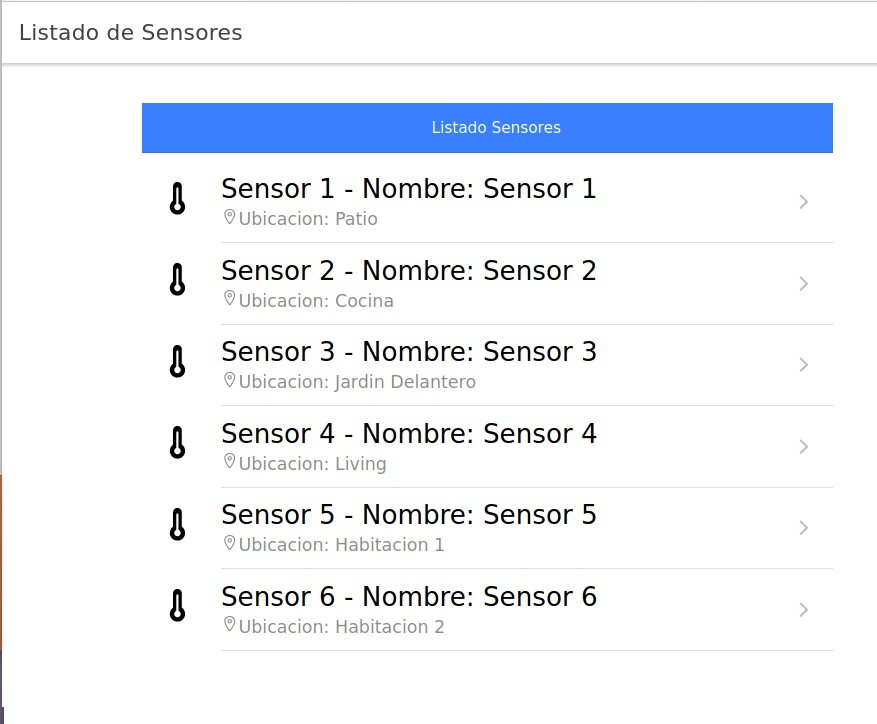 Listado de Sensores
Listado Sensores
Sensor 1 - Nombre: Sensor 1
Ubicacion: Patio
Sensor 2 - Nombre: Sensor 2
Ubicacion: Cocina
Sensor 3 - Nombre: Sensor 3
Ubicacion: Jardin Delantero
Sensor 4 - Nombre: Sensor 4
Ubicacion: Living
Sensor 5 - Nombre: Sensor 5
Ubicacion: Habitacion 1
Sensor 6 - Nombre: Sensor 6
Ubicacion: Habitacion 2